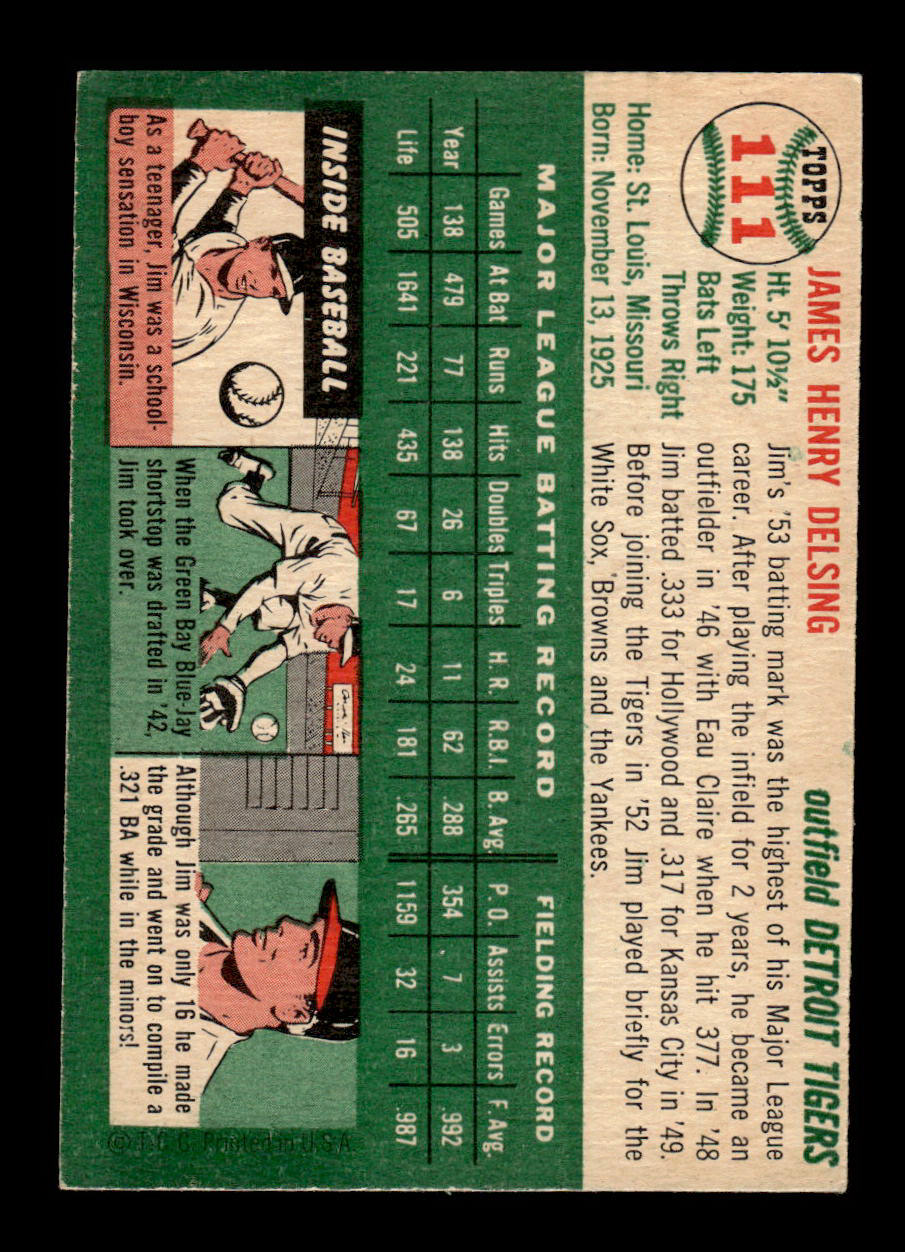 TOPPS
111
JAMES HENRY DELSING
outfield DETROIT TIGERS
Ht. 5' 10½"
Weight: 175
Bats Left
Throws Right
Home: St. Louis, Missouri
Born: November 13, 1925
Jim's '53 batting mark was the highest of his Major League
career. After playing the infield for 2 years, he became an
outfielder in '46 with Eau Claire when he hit .377. In '48
Jim batted .333 for Hollywood and .317 for Kansas City in '49.
Before joining the Tigers in '52 Jim played briefly for the
White Sox, Browns and the Yankees.
MAJOR LEAGUE BATTING RECORD FIELDING RECORD
Games At Bat Runs Hits Doubles Triples H. R. R.B.I. B. Avg. P. O. Assists Errors F. Avg.
Year 138 479 77 138 26 6 11 62 .288 354 7 3 .992
Life 505 1641 221 435 67 17 24 181 .265 1159 32 16 .987
INSIDE BASEBALL
As a teenager, Jim was a school-
boy sensation in Wisconsin.
When the Green Bay Blue-Jay
shortstop was drafted in '42,
Jim took over.
Although Jim was only 16 he made
the grade and went on to compile a
.321 BA while in the minors!
© T.C.G. Printed in U.S.A.